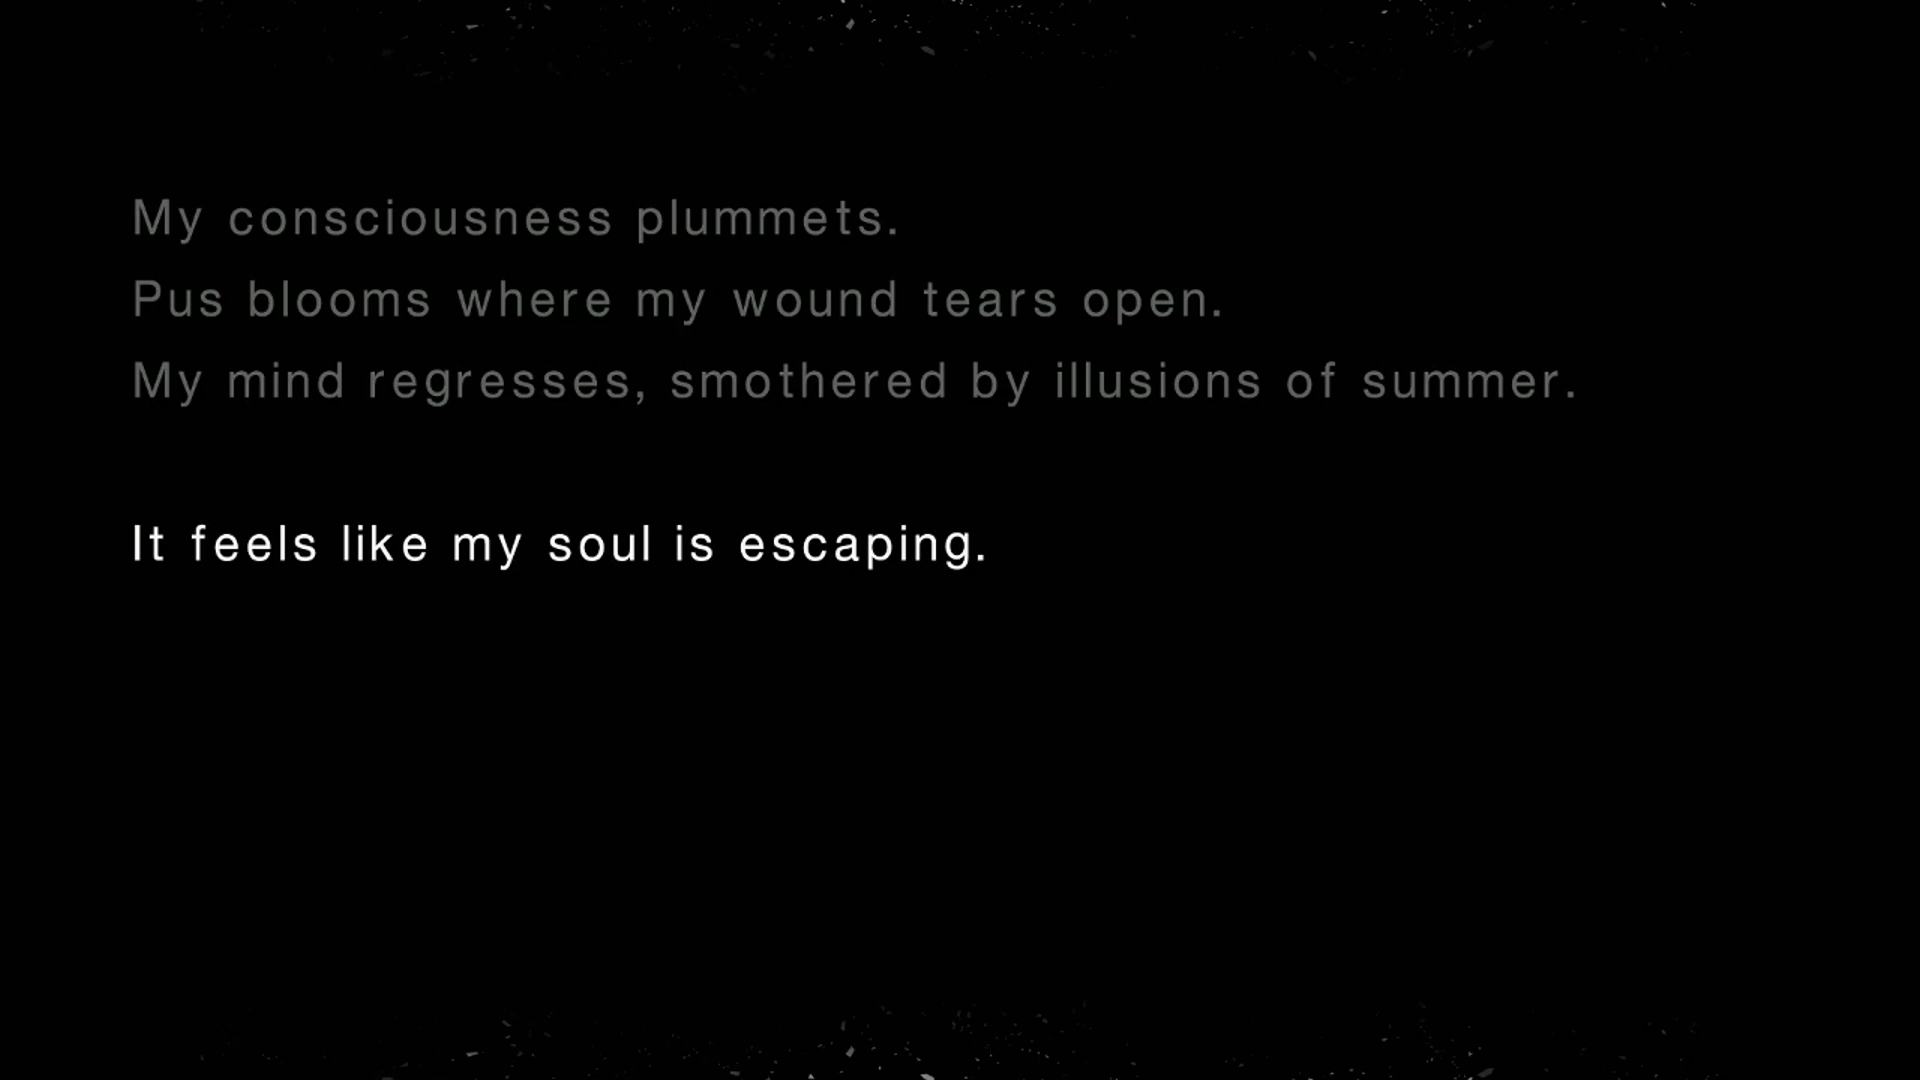 My consciousness plummets.
Pus blooms where my wound tears open.
My mind regresses, smothered by illusions of summer.
It feels like my soul is escaping.